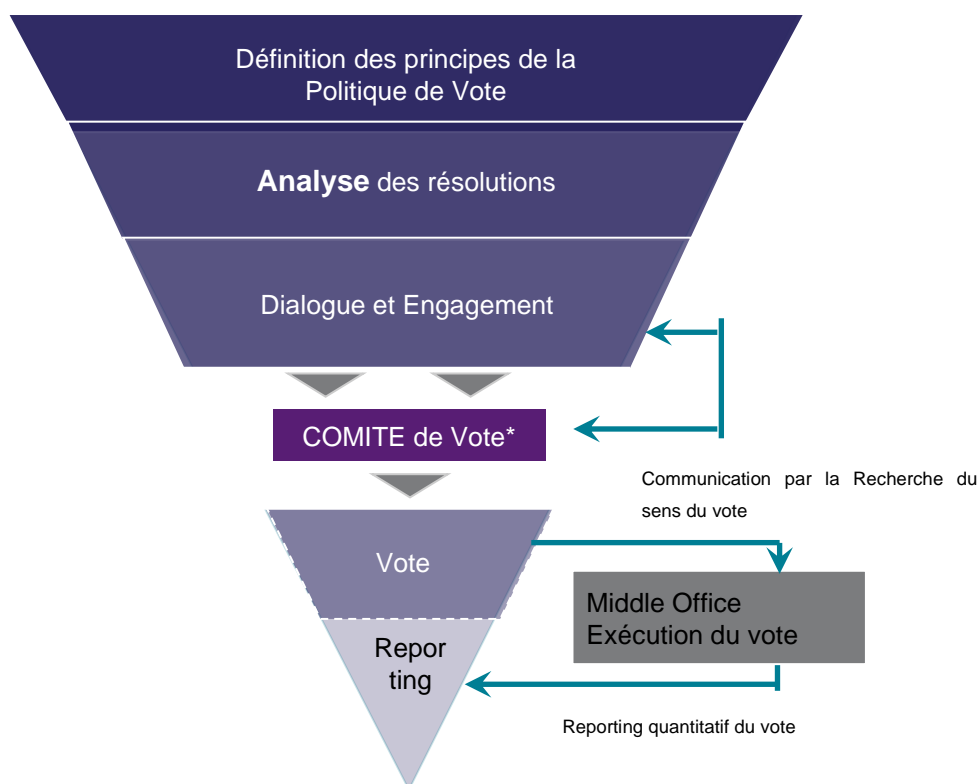 Définition des principes de la
Politique de Vote
Analyse des résolutions
Dialogue et Engagement
COMITE de Vote*
Communication par la Recherche du
sens du vote
Vote
Middle Office
Exécution du vote
Repor
ting
Reporting quantitatif du vote